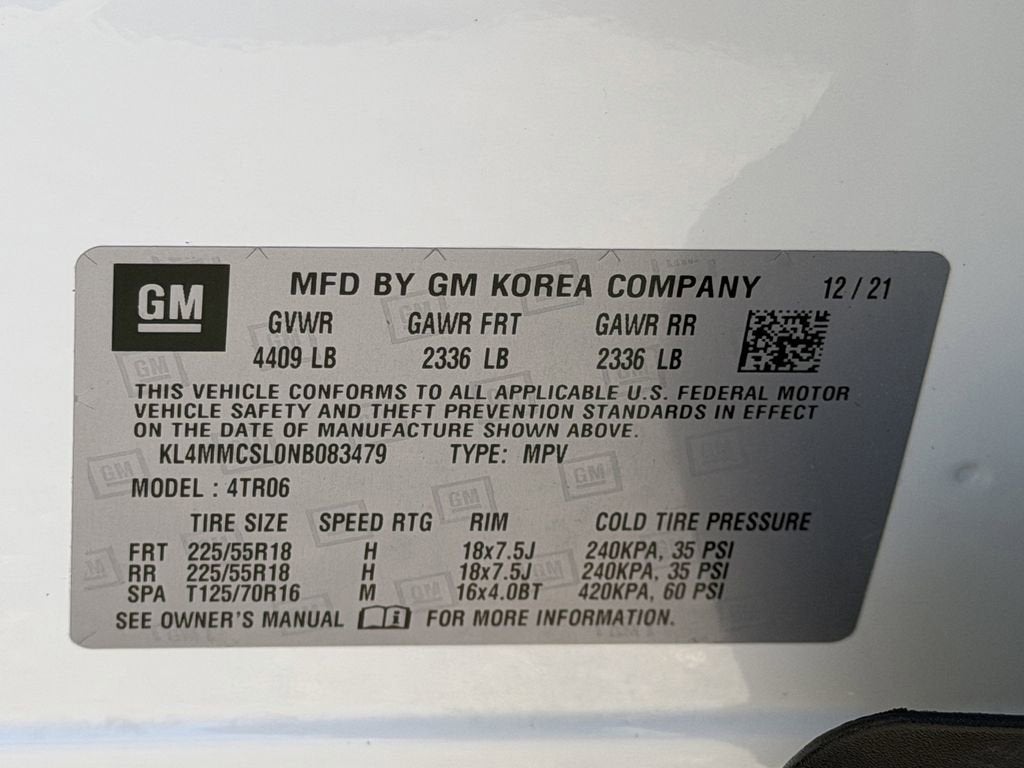 GM MFD BY GM KOREA COMPANY 12/21
GVWR GAWR FRT GAWR RR
4409 LB 2336 LB 2336 LB
THIS VEHICLE CONFORMS TO ALL APPLICABLE U.S. FEDERAL MOTOR
VEHICLE SAFETY AND THEFT PREVENTION STANDARDS IN EFFECT
ON THE DATE OF MANUFACTURE SHOWN ABOVE.
KL4MMCSL0NB083479 TYPE: MPV
MODEL : 4TR06
TIRE SIZE SPEED RTG RIM COLD TIRE PRESSURE
FRT 225/55R18 H 18x7.5J 240KPA, 35 PSI
RR 225/55R18 H 18x7.5J 240KPA, 35 PSI
SPA T125/70R16 M 16x4.0BT 420KPA, 60 PSI
SEE OWNER'S MANUAL i FOR MORE INFORMATION.